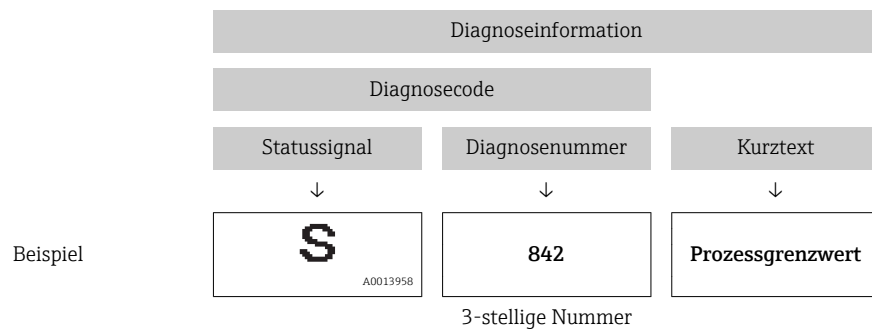 Diagnoseinformation
Diagnosecode
Statussignal Diagnosenummer Kurztext
↓ ↓ ↓
Beispiel S 842 Prozessgrenzwert
A0013958
3-stellige Nummer